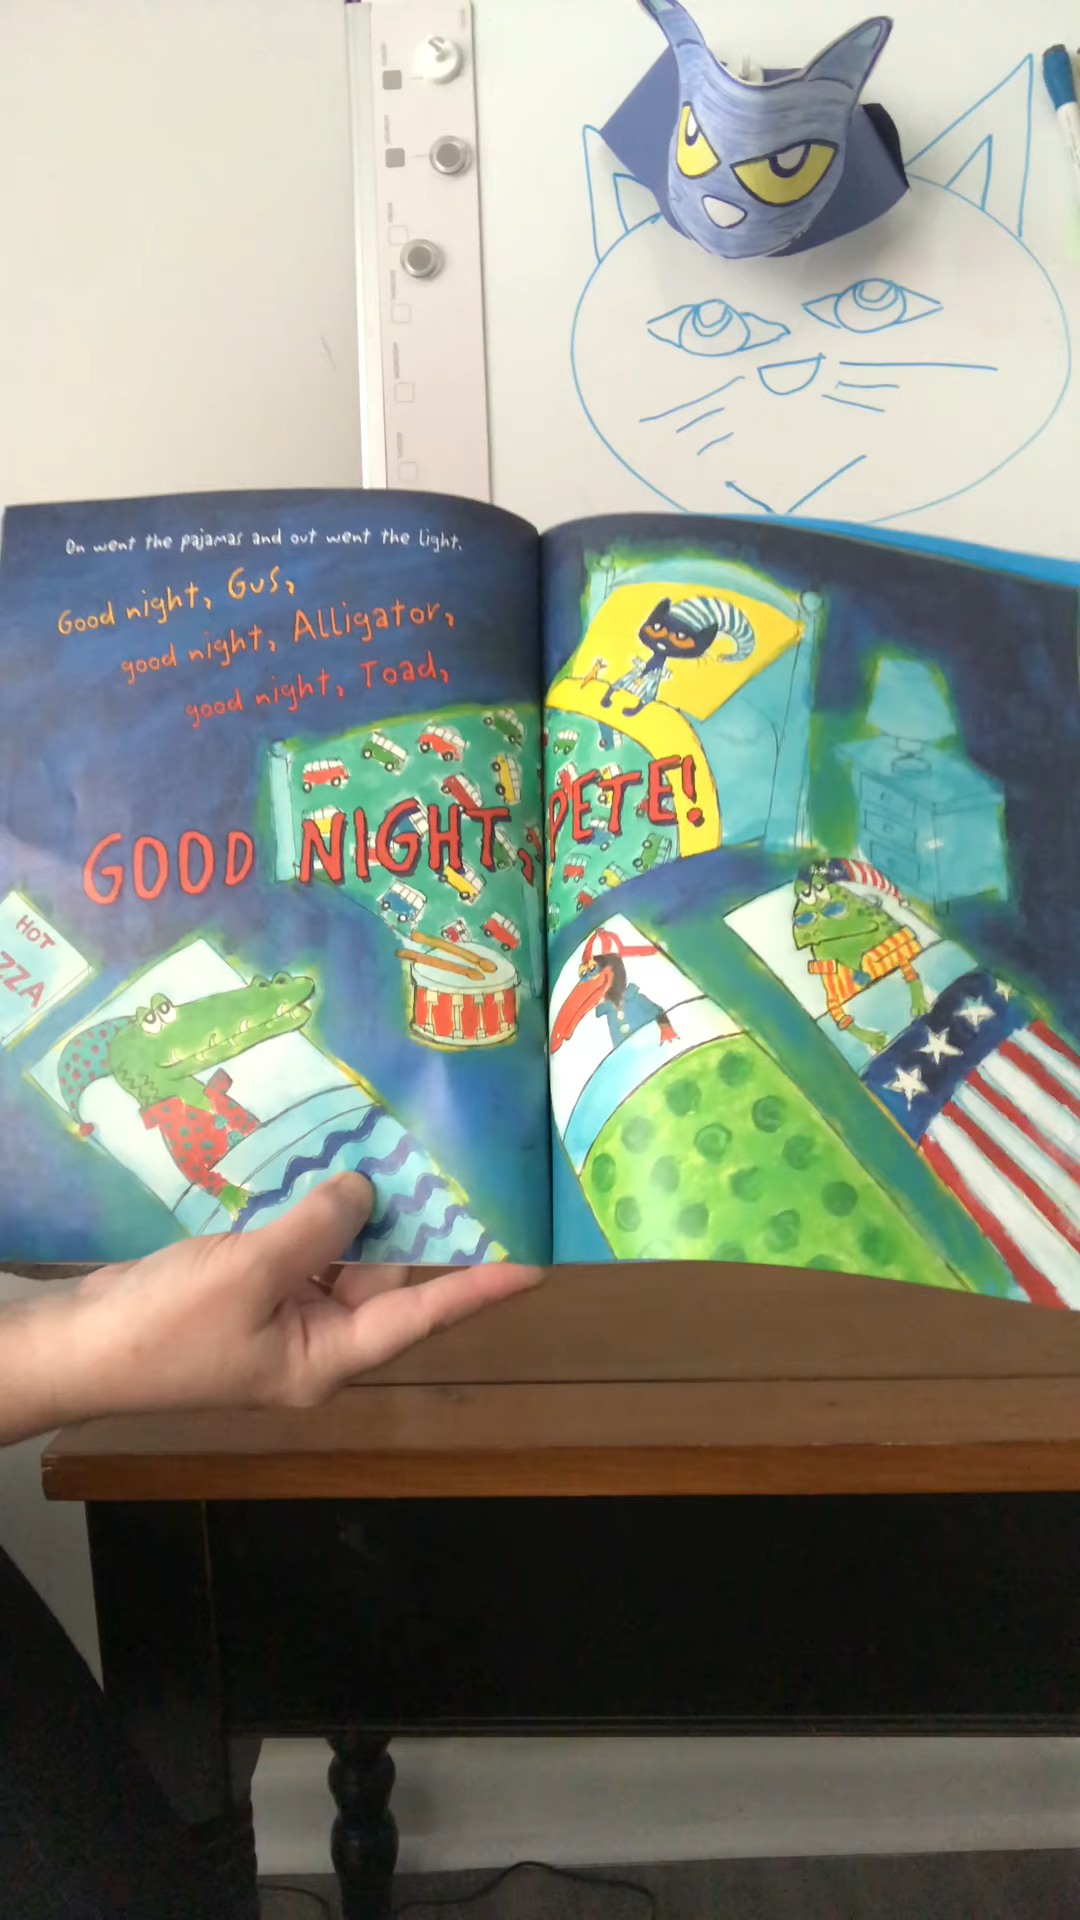 On went the pajamas and out went the light.
Good night, Gus,
good night, Alligator,
good night, Toad,
GOOD NIGHT, PETE!
HOT
ZZA